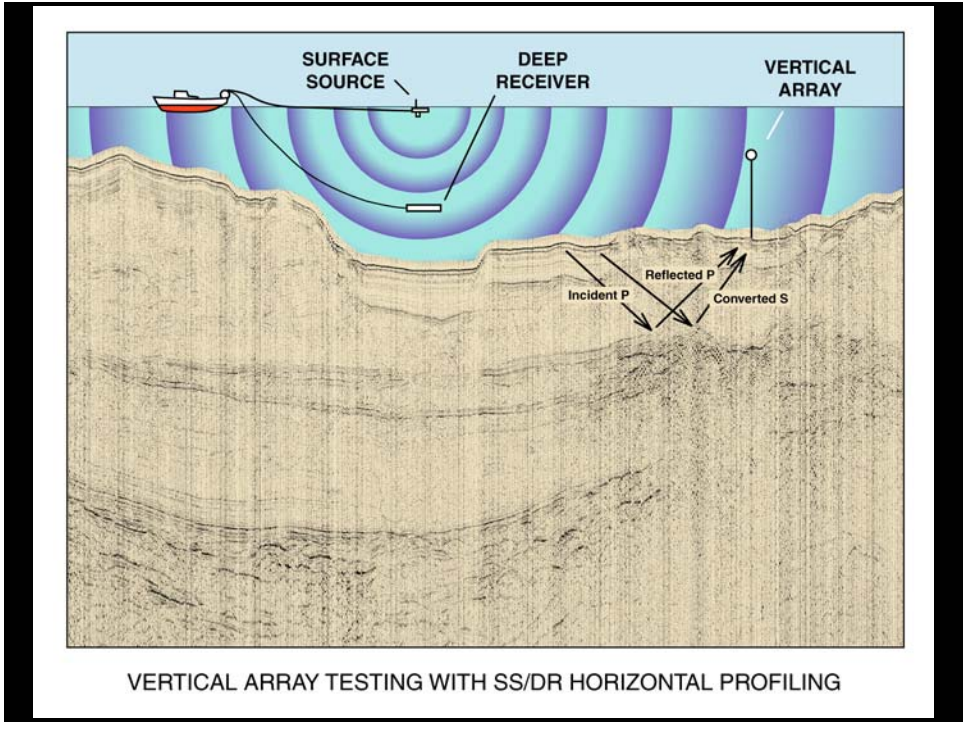 SURFACE
SOURCE
DEEP
RECEIVER
VERTICAL
ARRAY
Reflected P
Incident P
Converted S
VERTICAL ARRAY TESTING WITH SS/DR HORIZONTAL PROFILING